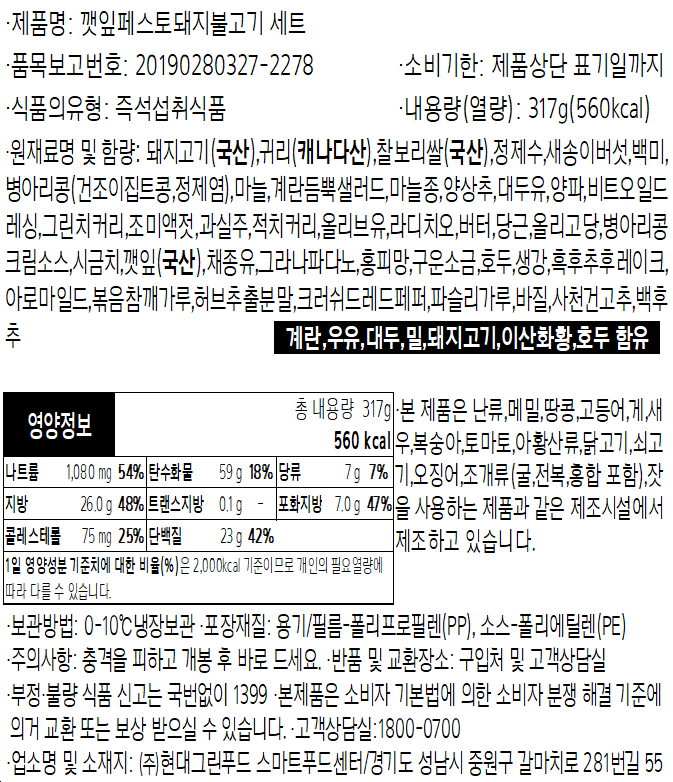 ·제품명: 깻잎페스토돼지불고기 세트
·품목보고번호: 20190280327-2278 ·소비기한: 제품상단 표기일까지
·식품의유형: 즉석섭취식품 ·내용량(열량): 317g(560kcal)
·원재료명 및 함량: 돼지고기(국산),귀리(캐나다산),찰보리쌀(국산),정제수,새송이버섯,백미,
병아리콩(건조이집트콩,정제염),마늘,계란듬뿍샐러드,마늘종,양상추,대두유,양파,비트오일드
레싱,그린치커리,조미액젓,과실주,적치커리,올리브유,라디치오,버터,당근,올리고당,병아리콩
크림소스,시금치,깻잎(국산),채종유,그라나파다노,홍피망,구운소금,호두,생강,흑후추후레이크,
아로마일드,볶음참깨가루,허브추출분말,크러쉬드레드페퍼,파슬리가루,바질,사천건고추,백후
추
계란,우유,대두,밀,돼지고기,이산화황,호두 함유
영양정보
총 내용량 317g
560 kcal
나트륨 1,080 mg 54% 탄수화물 59 g 18% 당류 7 g 7%
지방 26.0 g 48% 트랜스지방 0.1 g - 포화지방 7.0 g 47%
콜레스테롤 75 mg 25% 단백질 23 g 42%
1일 영양성분 기준치에 대한 비율(%)은 2,000kcal 기준이므로 개인의 필요열량에
따라 다를 수 있습니다.
·본 제품은 난류,메밀,땅콩,고등어,게,새
우,복숭아,토마토,아황산류,닭고기,쇠고
기,오징어,조개류(굴,전복,홍합 포함),잣
을 사용하는 제품과 같은 제조시설에서
제조하고 있습니다.
·보관방법: 0-10℃냉장보관 ·포장재질: 용기/필름-폴리프로필렌(PP), 소스-폴리에틸렌(PE)
·주의사항: 충격을 피하고 개봉 후 바로 드세요. ·반품 및 교환장소: 구입처 및 고객상담실
·부정·불량 식품 신고는 국번없이 1399 ·본제품은 소비자 기본법에 의한 소비자 분쟁 해결 기준에
의거 교환 또는 보상 받으실 수 있습니다. ·고객상담실:1800-0700
·업소명 및 소재지: (주)현대그린푸드 스마트푸드센터/경기도 성남시 중원구 갈마치로 281번길 55